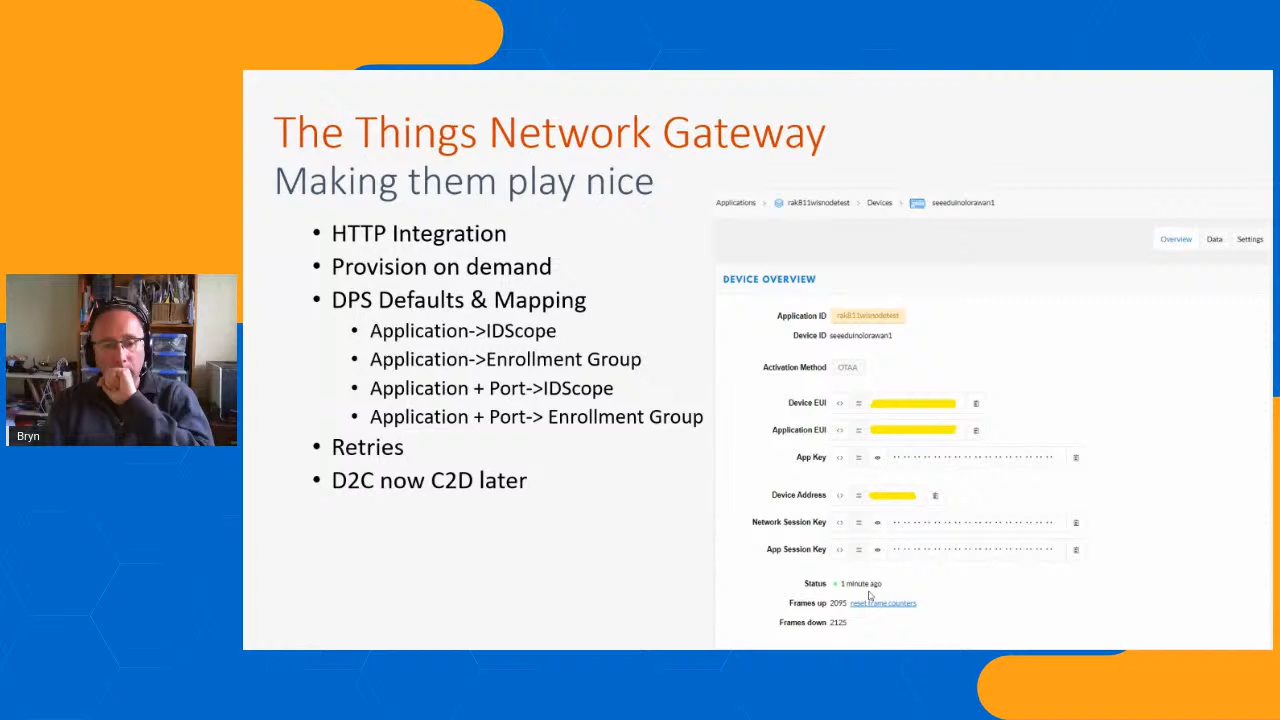 The Things Network Gateway
Making them play nice
• HTTP Integration
• Provision on demand
• DPS Defaults & Mapping
• Application->IDScope
• Application->Enrollment Group
• Application + Port->IDScope
• Application + Port-> Enrollment Group
• Retries
• D2C now C2D later
Applications > rak811wisnodetest > Devices > seeeduinolorawan1
Overview Data Settings
DEVICE OVERVIEW
Application ID rak811wisnodetest
Device ID seeeduinolorawan1
Activation Method OTAA
Device EUI
Application EUI
App Key
Device Address
Network Session Key
App Session Key
Status 1 minute ago
Frames up 2095 reset frame counters
Frames down 2125
Bryn